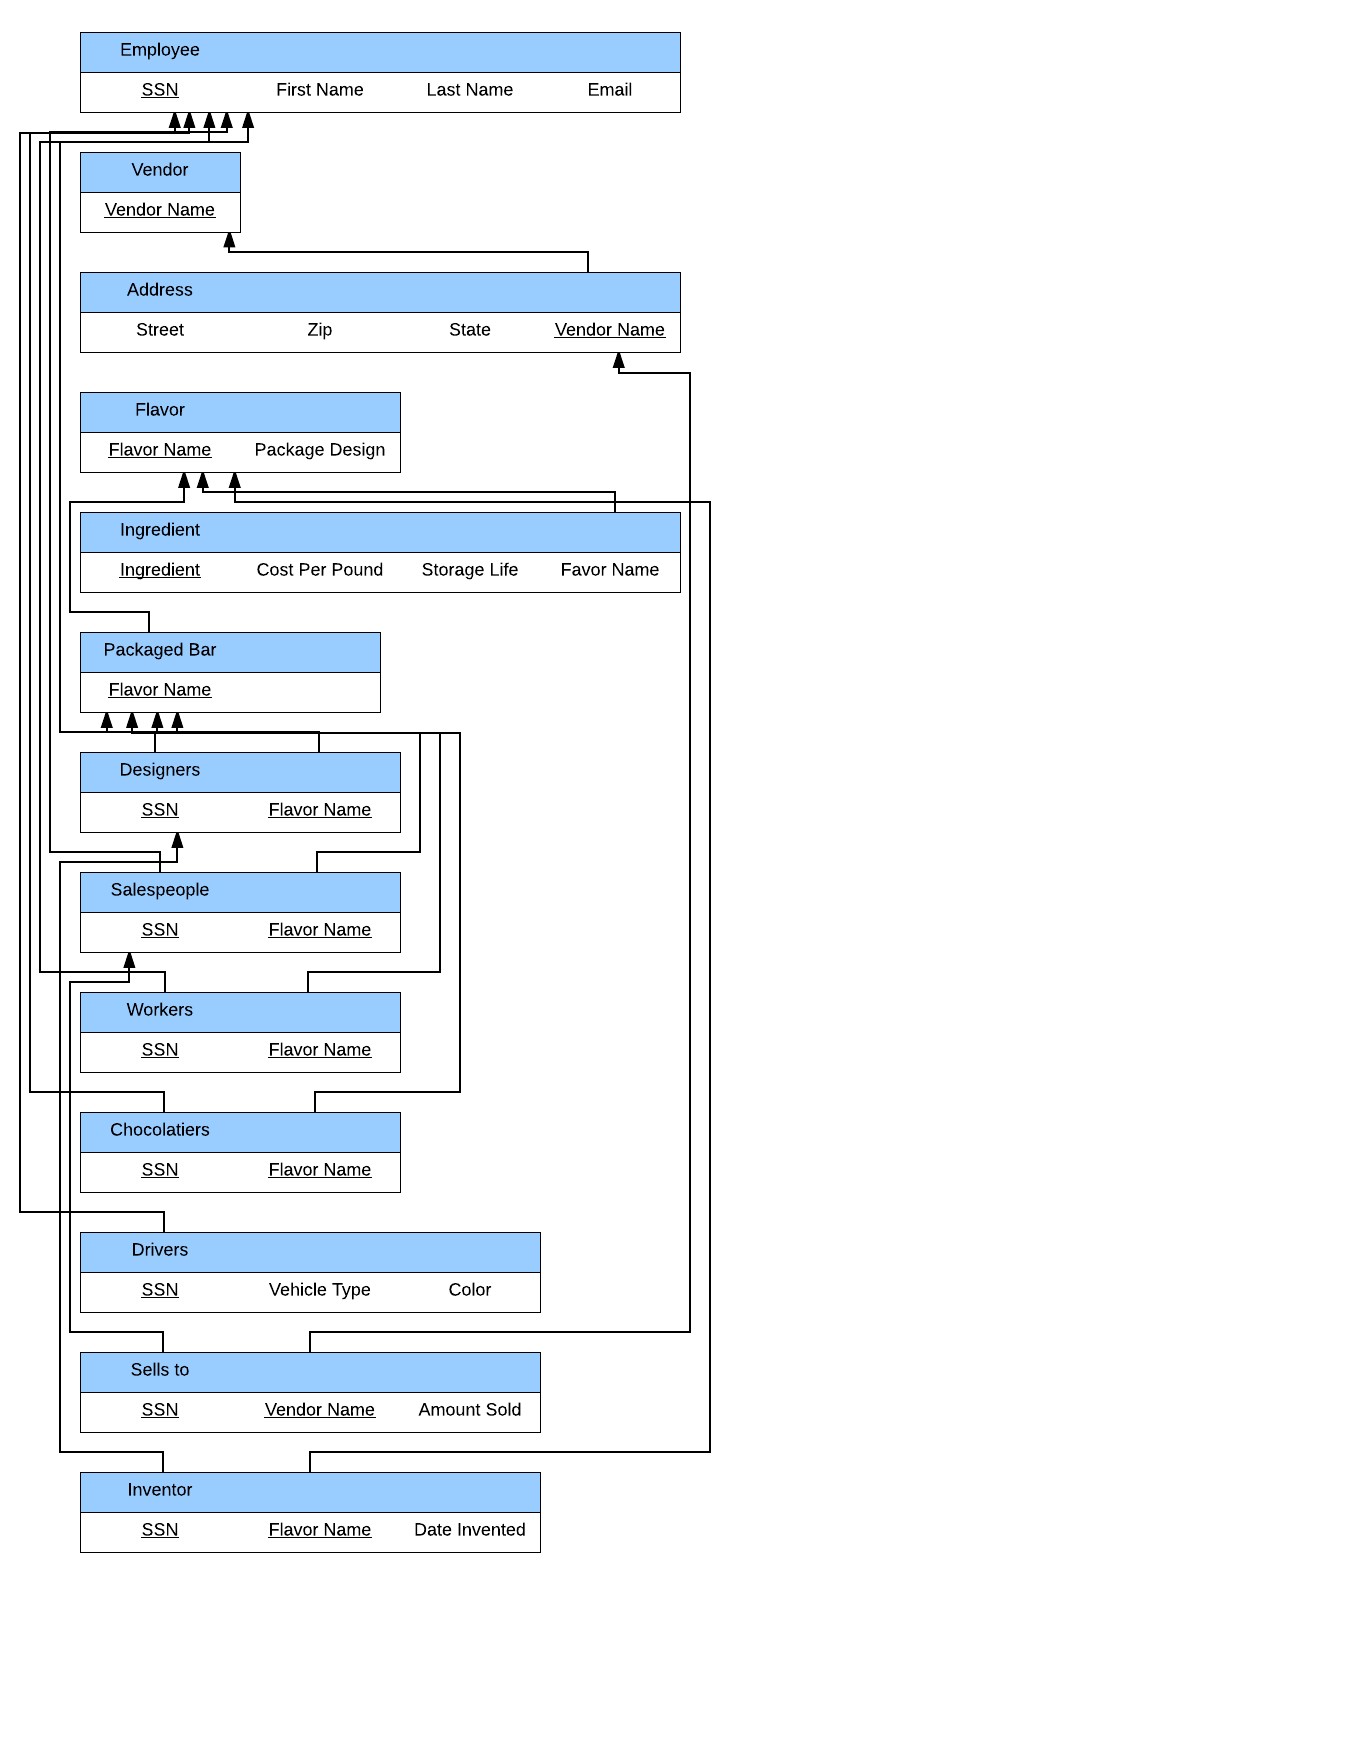 Employee
SSN First Name Last Name Email
Vendor
Vendor Name
Address
Street Zip State Vendor Name
Flavor
Flavor Name Package Design
Ingredient
Ingredient Cost Per Pound Storage Life Favor Name
Packaged Bar
Flavor Name
Designers
SSN Flavor Name
Salespeople
SSN Flavor Name
Workers
SSN Flavor Name
Chocolatiers
SSN Flavor Name
Drivers
SSN Vehicle Type Color
Sells to
SSN Vendor Name Amount Sold
Inventor
SSN Flavor Name Date Invented